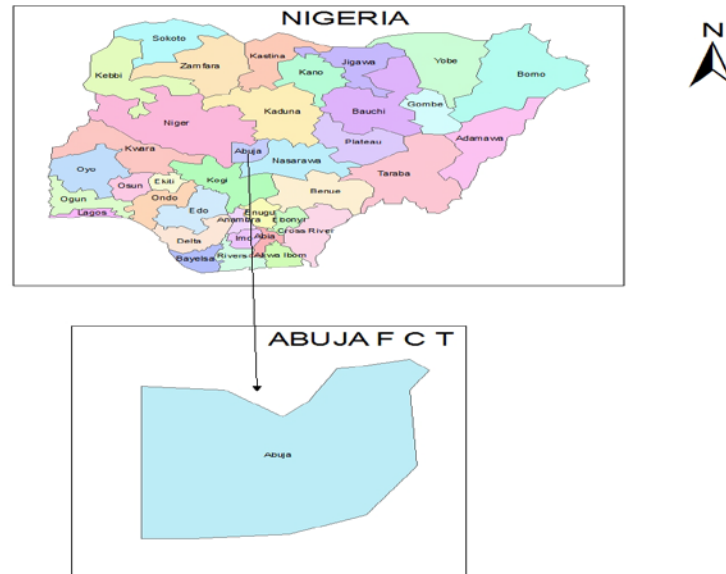 NIGERIA
N
Sokoto
Kebbi
Zamfara
Kastina
Kano
Jigawa
Yobe
Borno
Niger
Kaduna
Bauchi
Gombe
Adamawa
Kwara
Abuja
Plateau
Nasarawa
Taraba
Oyo
Osun
Ekiti
Kogi
Benue
Ogun
Ondo
Lagos
Edo
Enugu
Ebonyi
Anambra
Cross River
Delta
Imo
Abia
Bayelsa
Rivers
Akwa Ibom
ABUJA F C T
Abuja